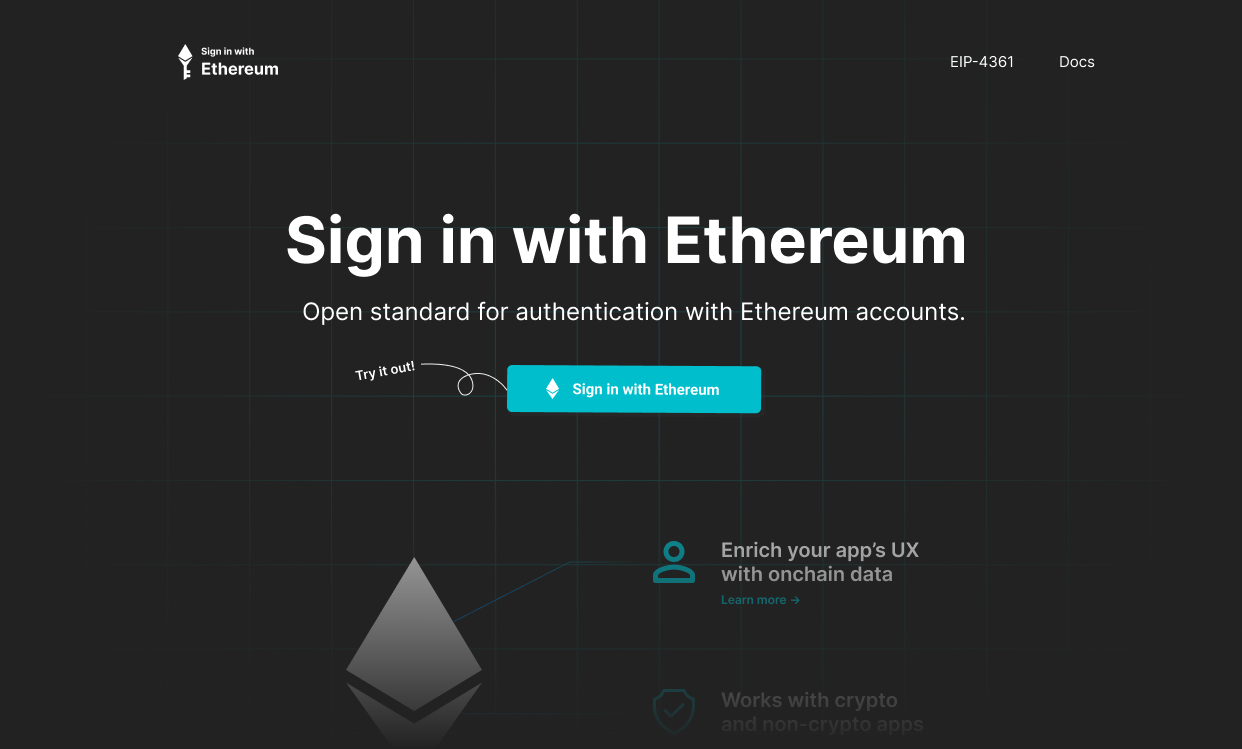 Sign in with
Ethereum
EIP-4361
Docs
Sign in with Ethereum
Open standard for authentication with Ethereum accounts.
Try it out!
Sign in with Ethereum
Enrich your app’s UX
with onchain data
Learn more →
Works with crypto
and non-crypto apps